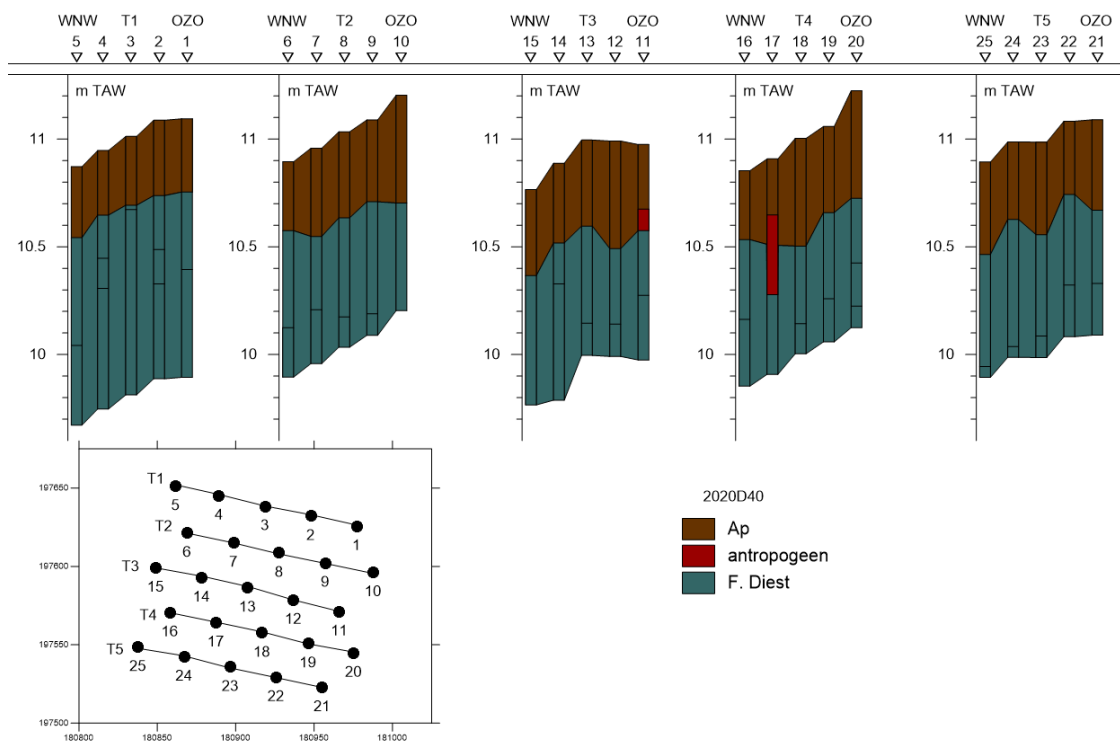 WNW T1 OZO
5 4 3 2 1
WNW T2 OZO
6 7 8 9 10
WNW T3 OZO
15 14 13 12 11
WNW T4 OZO
16 17 18 19 20
WNW T5 OZO
25 24 23 22 21
m TAW
m TAW
m TAW
m TAW
m TAW
11
11
11
11
11
10.5
10.5
10.5
10.5
10.5
10
10
10
10
10
197650
197600
197550
197500
180800 180850 180900 180950 181000
T1
5 4 3 2 1
T2
6 7 8 9 10
T3
15 14 13 12 11
T4
16 17 18 19 20
T5
25 24 23 22 21
2020D40
Ap
antropogeen
F. Diest